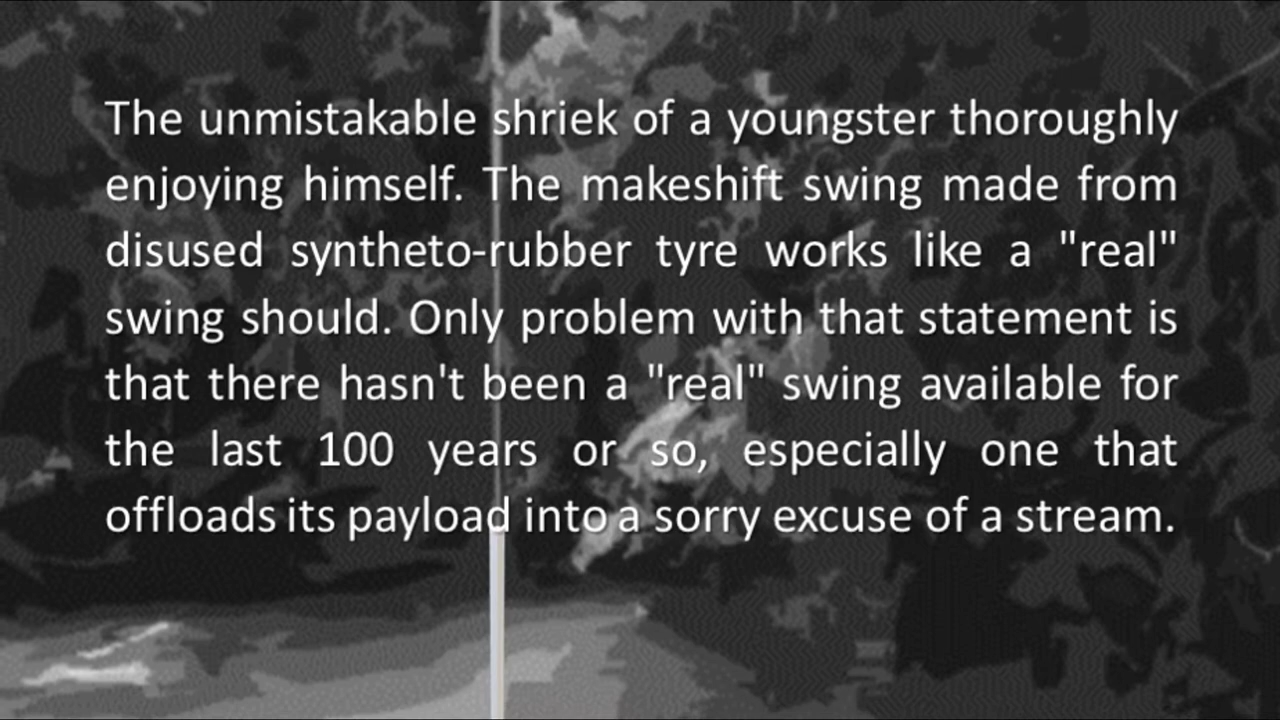 The unmistakable shriek of a youngster thoroughly
enjoying himself. The makeshift swing made from
disused syntheto-rubber tyre works like a "real"
swing should. Only problem with that statement is
that there hasn't been a "real" swing available for
the last 100 years or so, especially one that
offloads its payload into a sorry excuse of a stream.